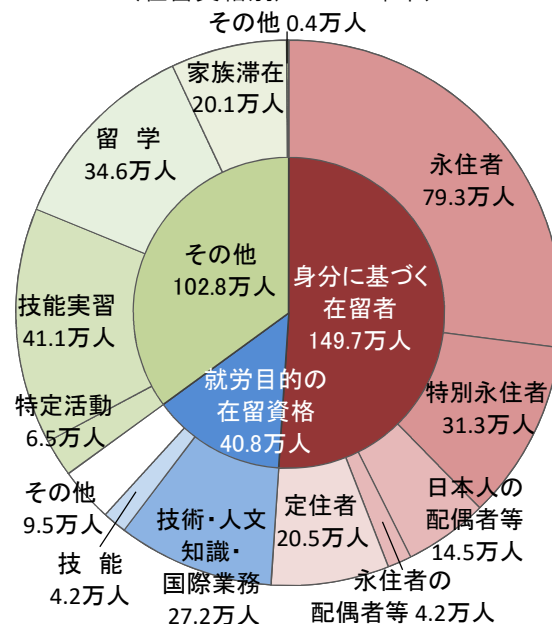 その他 0.4万人
家族滞在
20.1万人
留 学
34.6万人
永住者
79.3万人
その他
102.8万人
身分に基づく
在留者
149.7万人
技能実習
41.1万人
就労目的の
在留資格
40.8万人
特別永住者
31.3万人
特定活動
6.5万人
その他
9.5万人
技 能
4.2万人
技術・人文
知識・
国際業務
27.2万人
定住者
20.5万人
日本人の
配偶者等
14.5万人
永住者の
配偶者等 4.2万人